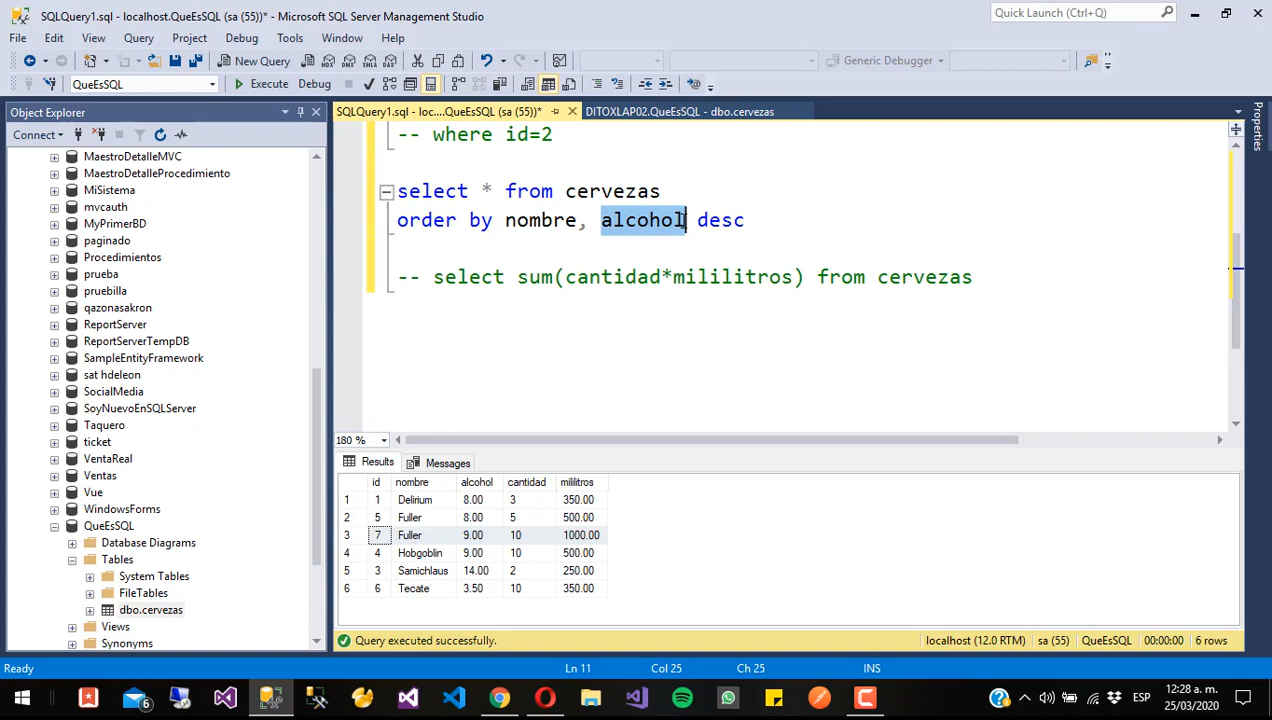 SQLQuery1.sql - localhost.QueEsSQL (sa (55))* - Microsoft SQL Server Management Studio
Quick Launch (Ctrl+Q)
File Edit View Query Project Debug Tools Window Help
New Query
Generic Debugger
QueEsSQL
Execute Debug
Object Explorer
SQLQuery1.sql - loc....QueEsSQL (sa (55))*
DITOXLAP02.QueEsSQL - dbo.cervezas
Properties
Connect
MaestroDetalleMVC
MaestroDetalleProcedimiento
MiSistema
mvcauth
MyPrimerBD
paginado
Procedimientos
prueba
pruebilla
qazonasakron
ReportServer
ReportServerTempDB
SampleEntityFramework
sat hdeleon
SocialMedia
SoyNuevoEnSQLServer
Taquero
ticket
VentaReal
Ventas
Vue
WindowsForms
QueEsSQL
Database Diagrams
Tables
System Tables
FileTables
dbo.cervezas
Views
Synonyms
-- where id=2
select * from cervezas
order by nombre, alcohol desc
-- select sum(cantidad*mililitros) from cervezas
180 %
Results Messages
id nombre alcohol cantidad mililitros
1 1 Delirium 8.00 3 350.00
2 5 Fuller 8.00 5 500.00
3 7 Fuller 9.00 10 1000.00
4 4 Hobgoblin 9.00 10 500.00
5 3 Samichlaus 14.00 2 250.00
6 6 Tecate 3.50 10 350.00
Query executed successfully.
localhost (12.0 RTM) sa (55) QueEsSQL 00:00:00 6 rows
Ready Ln 11 Col 25 Ch 25 INS
6
ESP
12:28 a. m.
25/03/2020